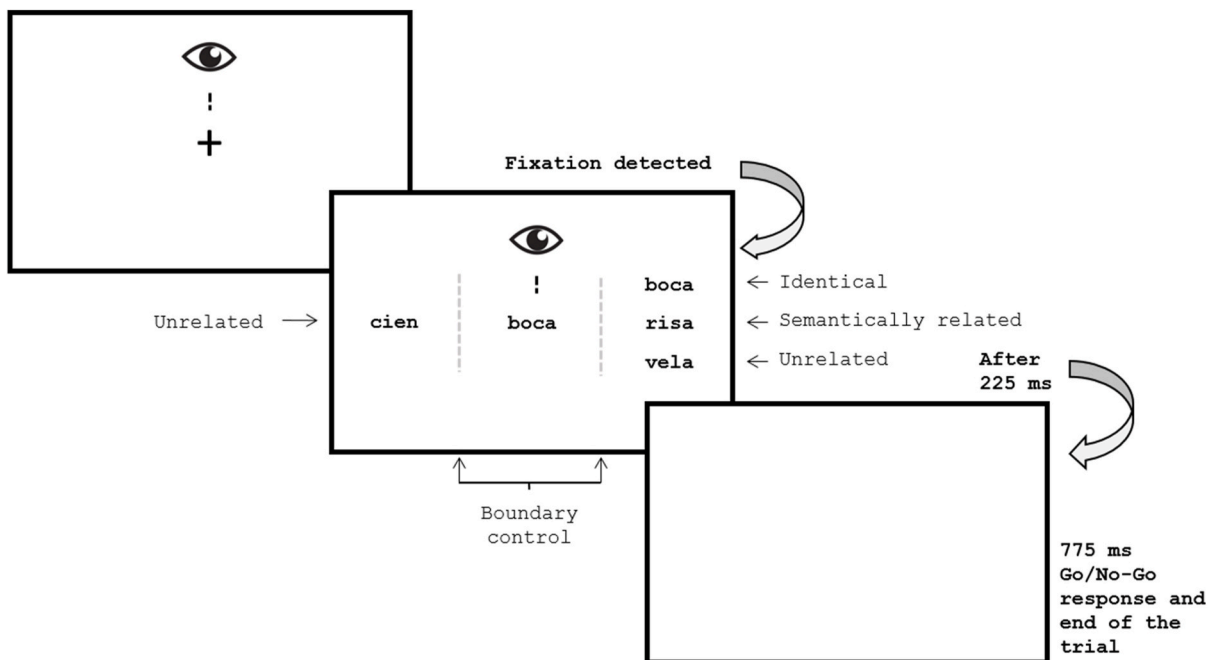 Fixation detected
boca ← Identical
Unrelated → cien boca risa ← Semantically related
vela ← Unrelated
After
225 ms
Boundary
control
775 ms
Go/No-Go
response and
end of the
trial